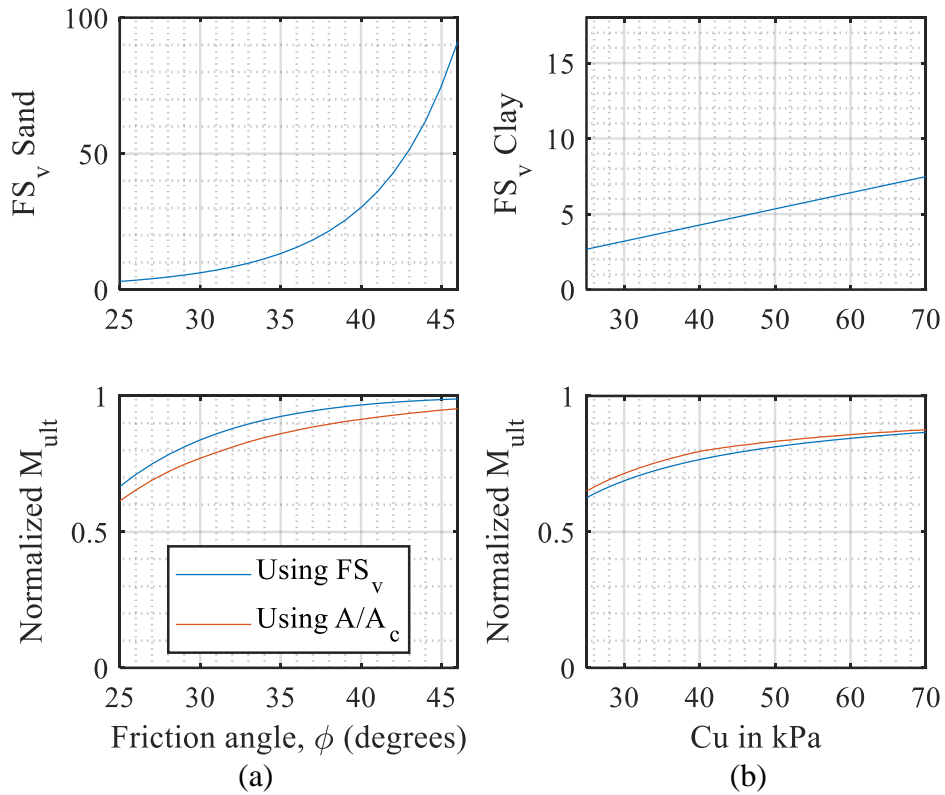 FS_v Sand
100
50
0
25 30 35 40 45
FS_v Clay
15
10
5
0
30 40 50 60 70
Normalized M_ult
1
0.5
0
Using FS_v
Using A/A_c
25 30 35 40 45
Friction angle, ϕ (degrees)
(a)
Normalized M_ult
1
0.5
0
30 40 50 60 70
Cu in kPa
(b)